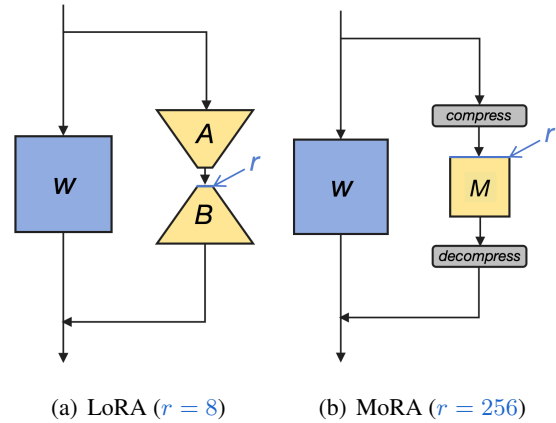 A
compress
r
r
W
W
M
B
decompress
(a) LoRA (r = 8)
(b) MoRA (r = 256)